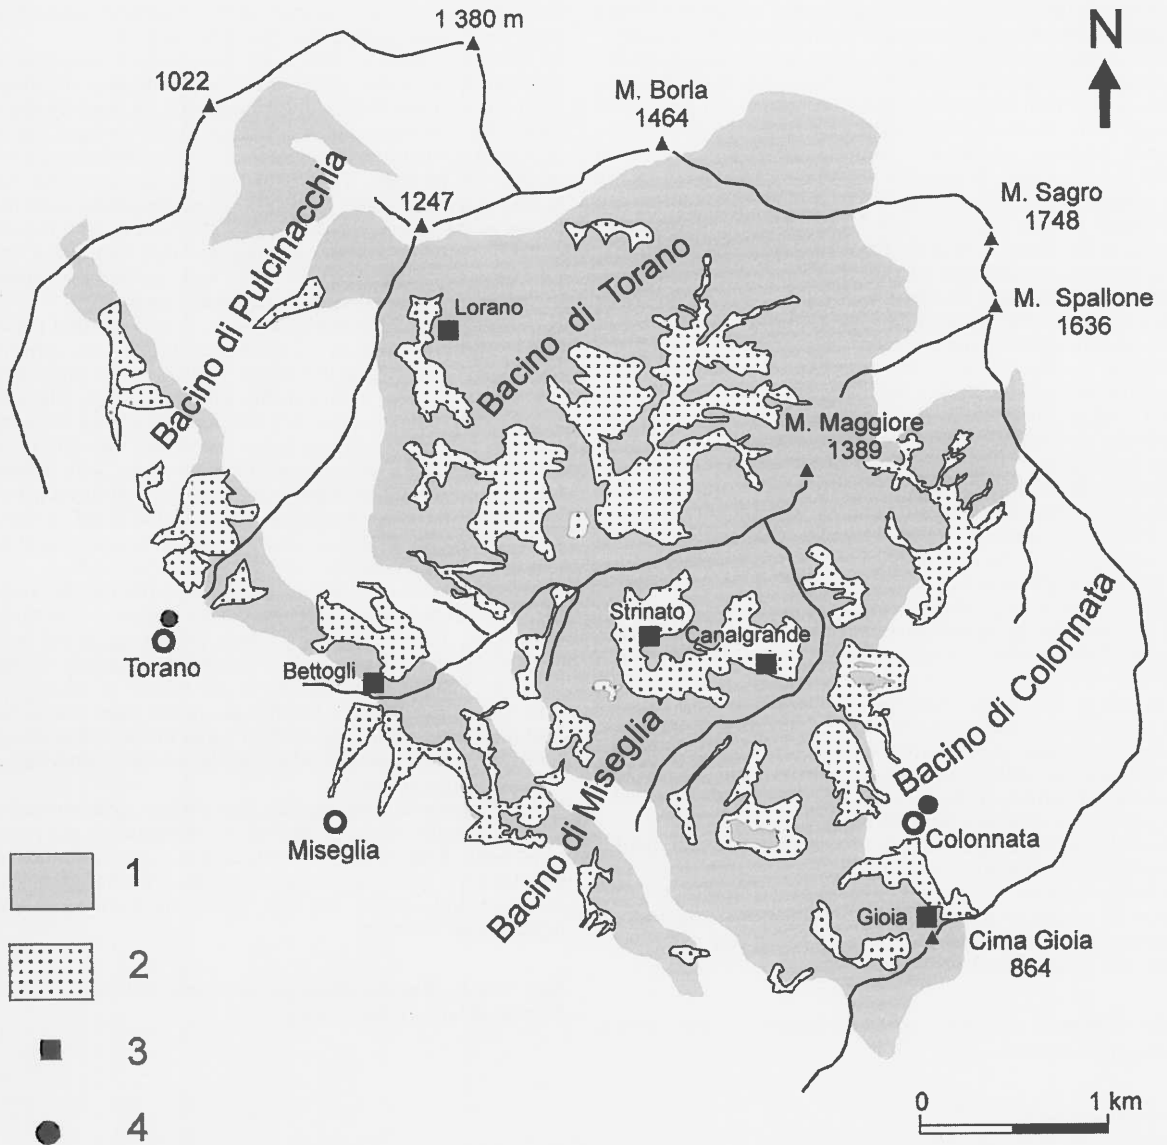 N
1 380 m
1022
M. Borla
1464
1247
M. Sagro
1748
M. Spallone
1636
Bacino di Pulcinacchia
Bacino di Torano
Lorano
M. Maggiore
1389
Strinato
Canalgrande
Torano
Bettogli
Bacino di Colonnata
Bacino di Miseglia
Miseglia
Colonnata
Gioia
Cima Gioia
864
1
2
3
4
0 1 km